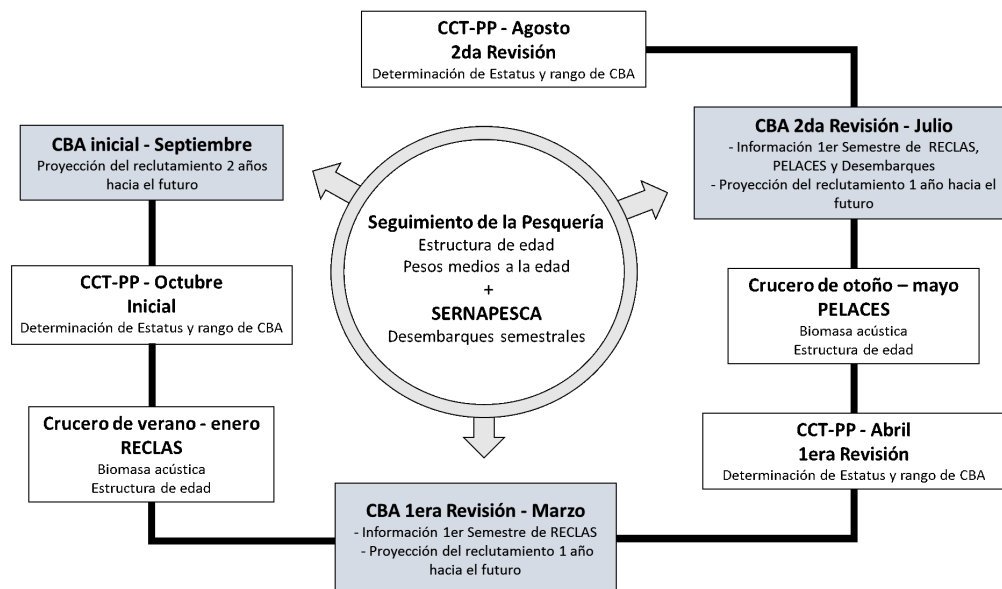 CCT-PP - Agosto
2da Revisión
Determinación de Estatus y rango de CBA
CBA inicial - Septiembre
Proyección del reclutamiento 2 años
hacia el futuro
CBA 2da Revisión - Julio
- Información 1er Semestre de RECLAS,
PELACES y Desembarques
- Proyección del reclutamiento 1 año hacia el
futuro
Seguimiento de la Pesquería
Estructura de edad
Pesos medios a la edad
+
SERNAPESCA
Desembarques semestrales
CCT-PP - Octubre
Inicial
Determinación de Estatus y rango de CBA
Crucero de otoño – mayo
PELACES
Biomasa acústica
Estructura de edad
Crucero de verano - enero
RECLAS
Biomasa acústica
Estructura de edad
CCT-PP - Abril
1era Revisión
Determinación de Estatus y rango de CBA
CBA 1era Revisión - Marzo
- Información 1er Semestre de RECLAS
- Proyección del reclutamiento 1 año
hacia el futuro